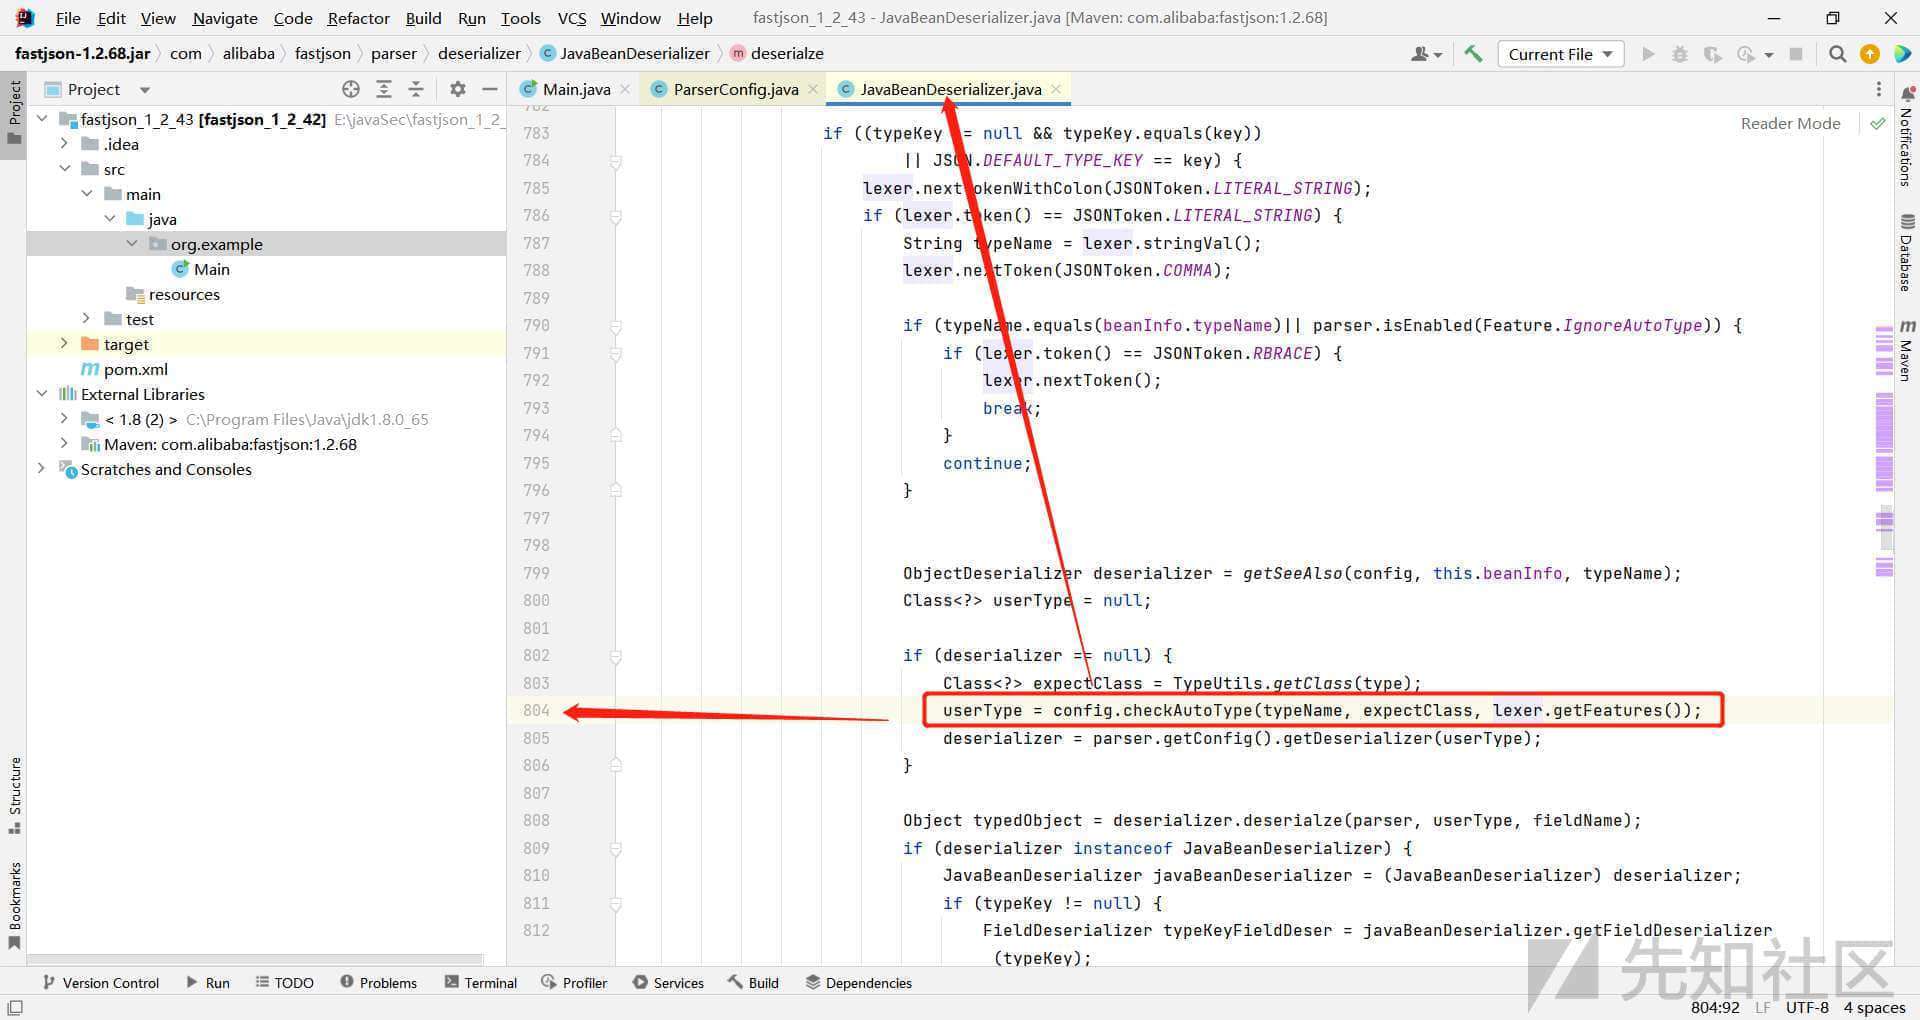 File Edit View Navigate Code Refactor Build Run Tools VCS Window Help fastjson_1_2_43 - JavaBeanDeserializer.java [Maven: com.alibaba:fastjson:1.2.68]
fastjson-1.2.68.jar com alibaba fastjson parser deserializer JavaBeanDeserializer deserialze Current File
Project Main.java ParserConfig.java JavaBeanDeserializer.java
Project
Structure
Bookmarks
fastjson_1_2_43 [fastjson_1_2_42] E:\javaSec\fastjson_1_2_
.idea
src
main
java
org.example
Main
resources
test
target
pom.xml
External Libraries
< 1.8 (2) > C:\Program Files\Java\jdk1.8.0_65
Maven: com.alibaba:fastjson:1.2.68
Scratches and Consoles
Reader Mode
782
783 if ((typeKey != null && typeKey.equals(key))
784 || JSON.DEFAULT_TYPE_KEY == key) {
785 lexer.nextTokenWithColon(JSONToken.LITERAL_STRING);
786 if (lexer.token() == JSONToken.LITERAL_STRING) {
787 String typeName = lexer.stringVal();
788 lexer.nextToken(JSONToken.COMMA);
789
790 if (typeName.equals(beanInfo.typeName)|| parser.isEnabled(Feature.IgnoreAutoType)) {
791 if (lexer.token() == JSONToken.RBRACE) {
792 lexer.nextToken();
793 break;
794 }
795 continue;
796 }
797
798
799 ObjectDeserializer deserializer = getSeeAlso(config, this.beanInfo, typeName);
800 Class<?> userType = null;
801
802 if (deserializer == null) {
803 Class<?> expectClass = TypeUtils.getClass(type);
804 userType = config.checkAutoType(typeName, expectClass, lexer.getFeatures());
805 deserializer = parser.getConfig().getDeserializer(userType);
806 }
807
808 Object typedObject = deserializer.deserialze(parser, userType, fieldName);
809 if (deserializer instanceof JavaBeanDeserializer) {
810 JavaBeanDeserializer javaBeanDeserializer = (JavaBeanDeserializer) deserializer;
811 if (typeKey != null) {
812 FieldDeserializer typeKeyFieldDeser = javaBeanDeserializer.getFieldDeserializer
(typeKey);
Notifications
Database
m Maven
先知社区
Version Control Run TODO Problems Terminal Profiler Services Build Dependencies
804:92 LF UTF-8 4 spaces